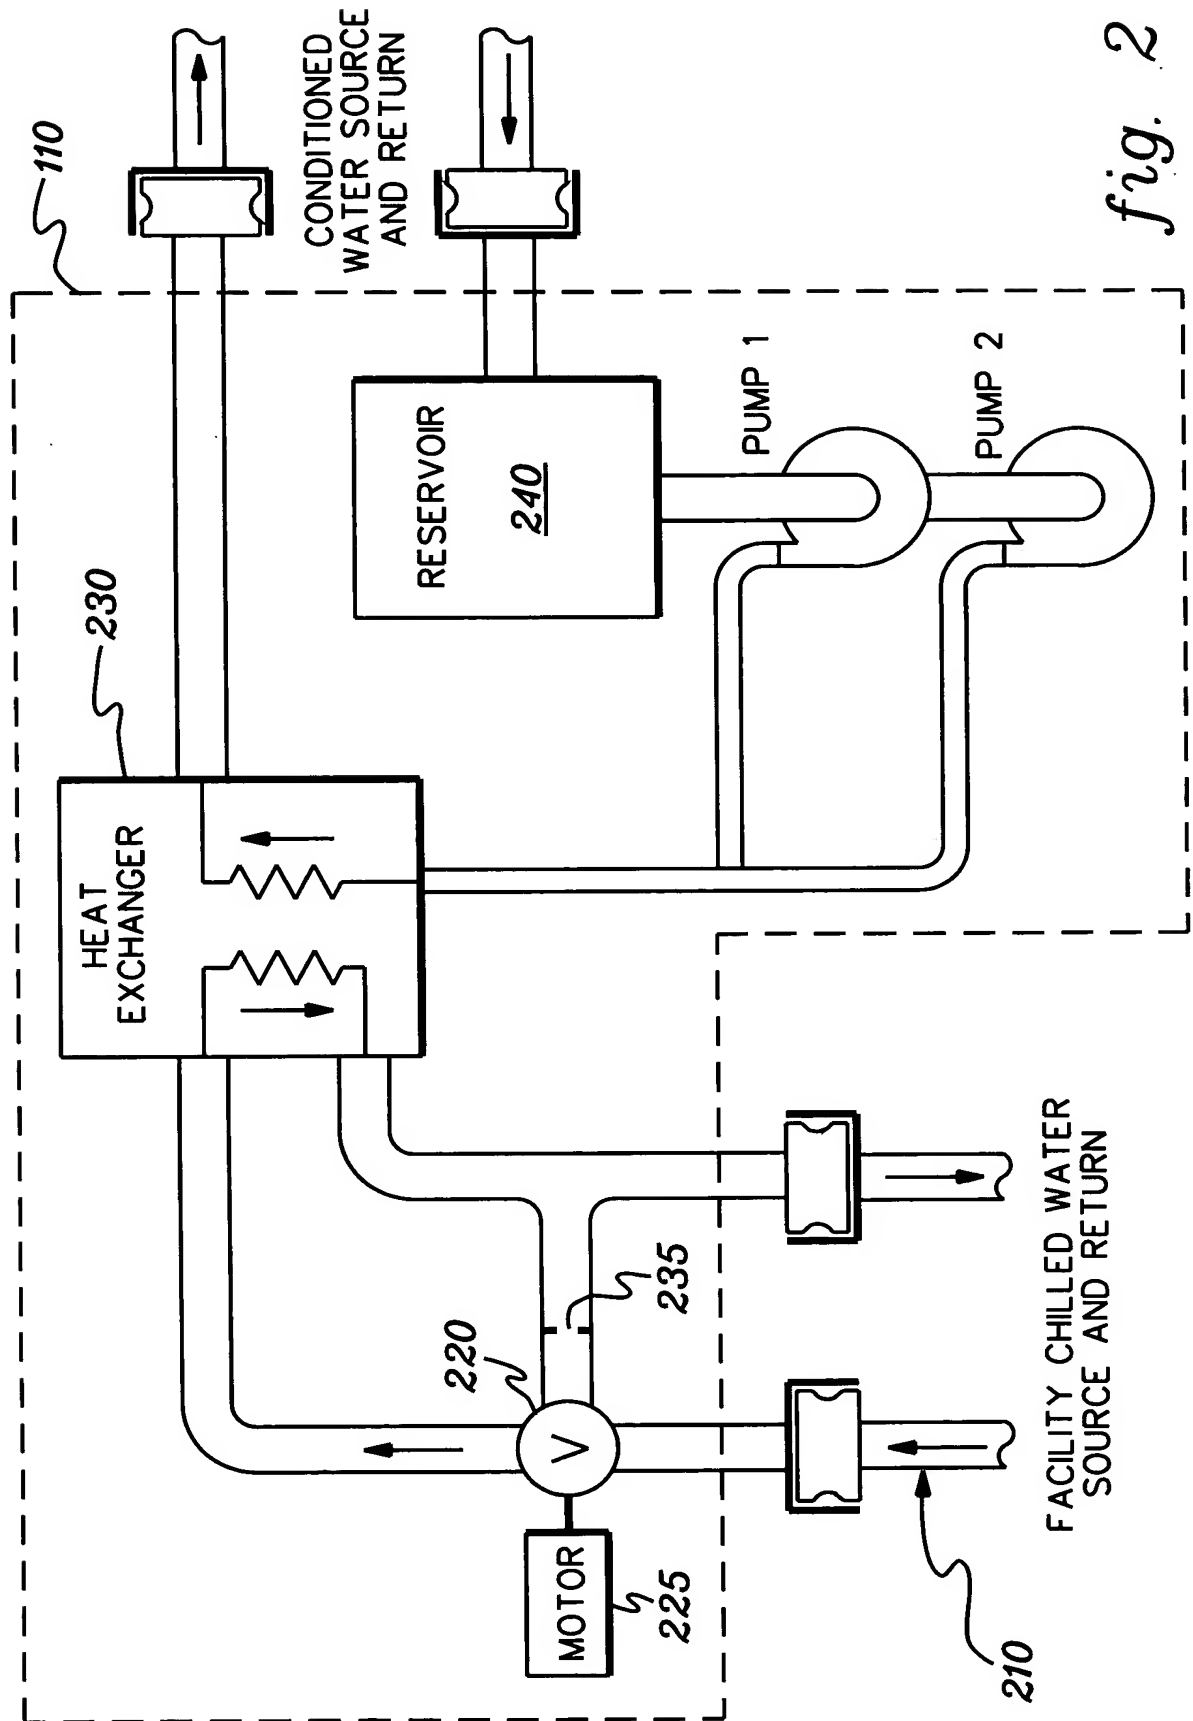 110
CONDITIONED
WATER SOURCE
AND RETURN
230
HEAT
EXCHANGER
RESERVOIR
240
PUMP 1
PUMP 2
220
V
235
MOTOR
225
210
FACILITY CHILLED WATER
SOURCE AND RETURN
fig. 2